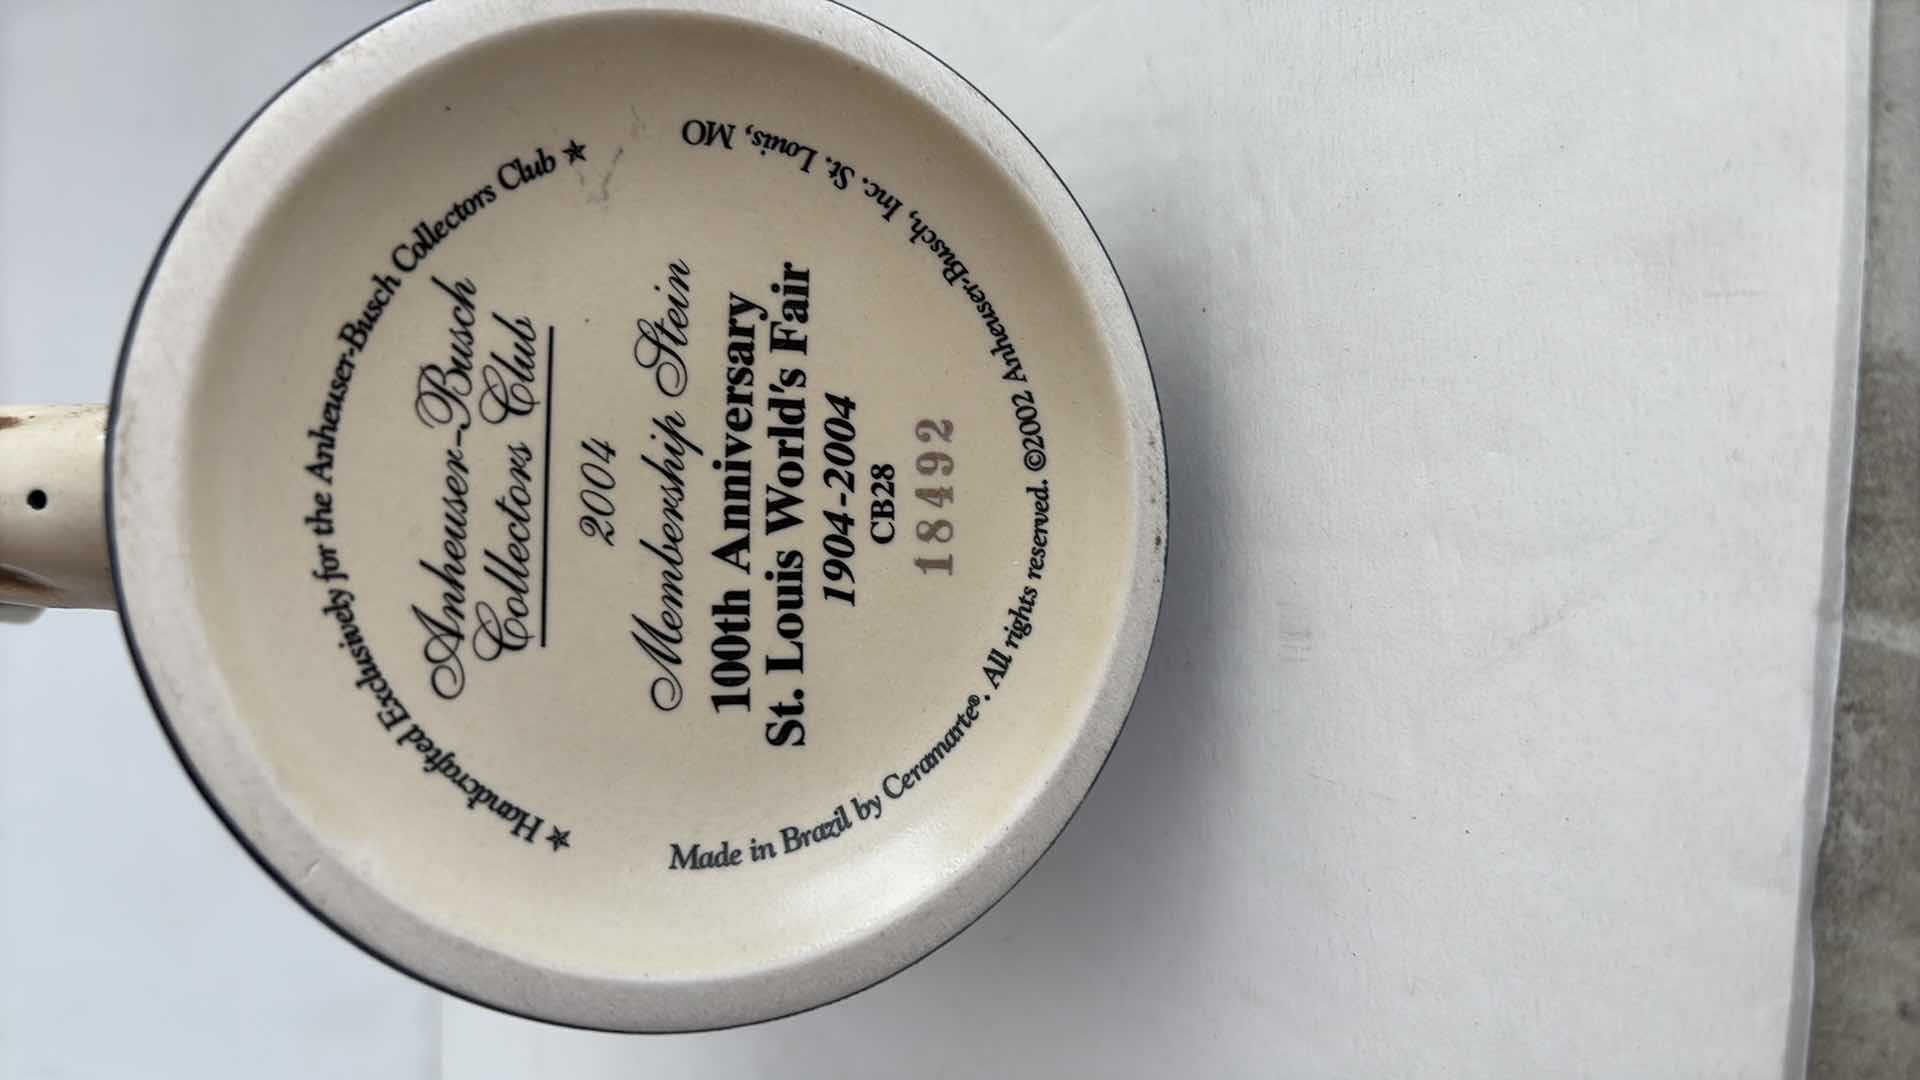 ★ Handcrafted Exclusively for the Anheuser-Busch Collectors Club ★
Anheuser-Busch
Collectors Club
2004
Membership Stein
100th Anniversary
St. Louis World's Fair
1904-2004
CB28
18492
Made in Brazil by Ceramarte®. All rights reserved. ©2002 Anheuser-Busch, Inc. St. Louis, MO